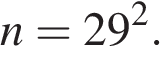 n = 29².